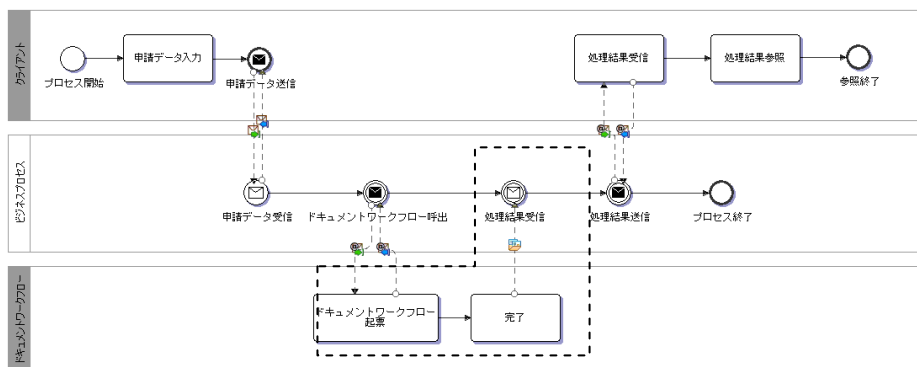 クライアント
プロセス開始
申請データ入力
申請データ送信
処理結果受信
処理結果参照
参照終了
ビジネスプロセス
申請データ受信
ドキュメントワークフロー呼出
処理結果受信
処理結果送信
プロセス終了
ドキュメントワークフロー
ドキュメントワークフロー
起票
完了